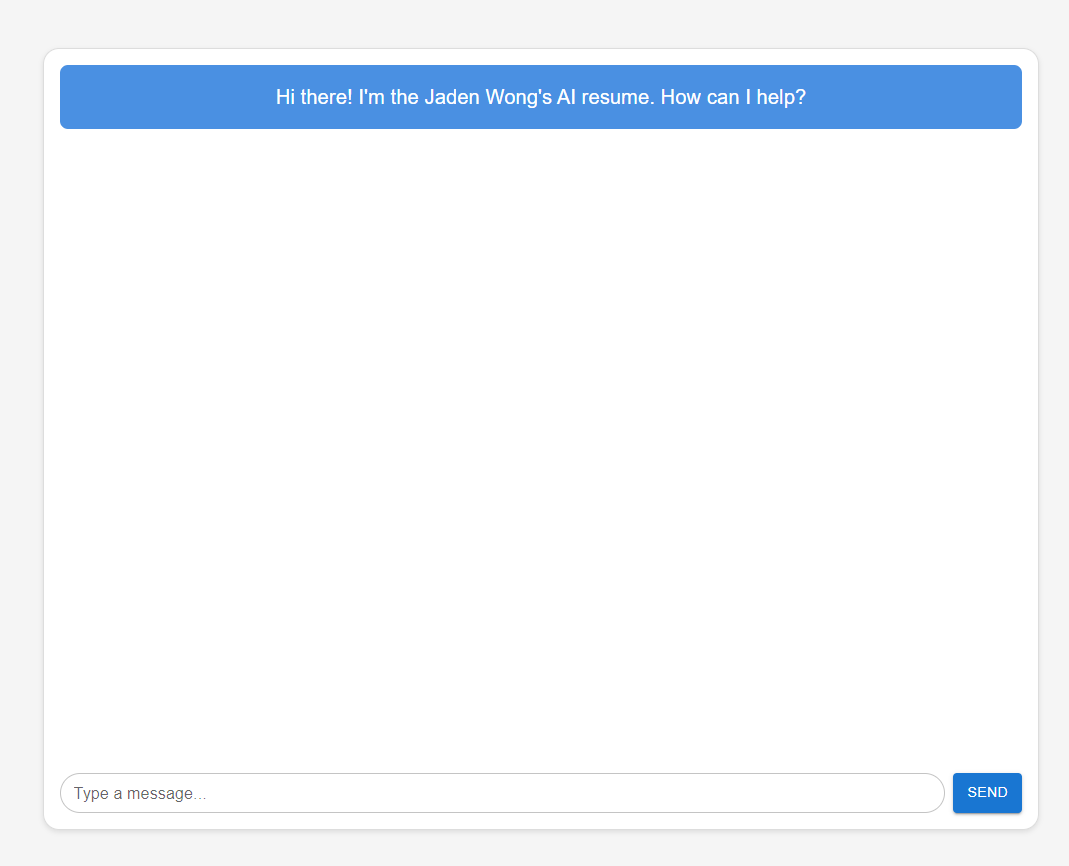 Hi there! I'm the Jaden Wong's AI resume. How can I help?
Type a message...
SEND